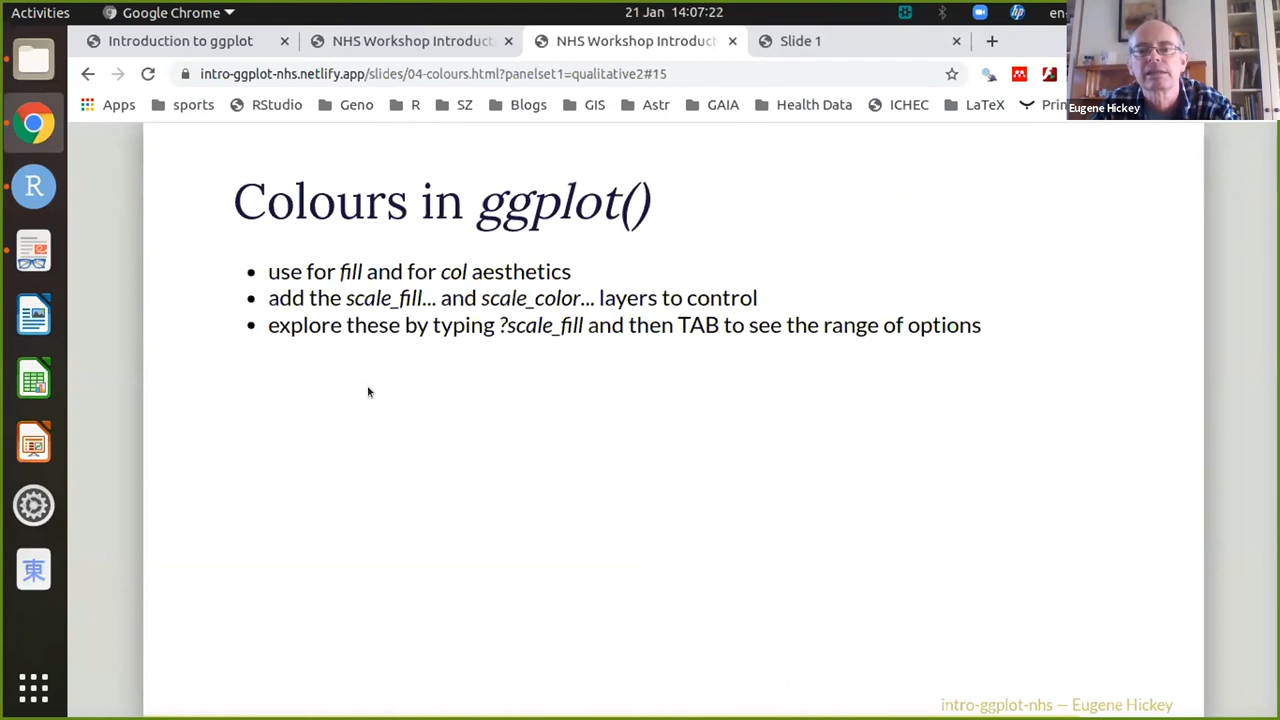 Activities
Google Chrome
21 Jan 14:07:22
hp
en
Introduction to ggplot
NHS Workshop Introduct
NHS Workshop Introduct
Slide 1
intro-ggplot-nhs.netlify.app/slides/04-colours.html?panelset1=qualitative2#15
Apps
sports
RStudio
Geno
R
SZ
Blogs
GIS
Astr
GAIA
Health Data
ICHEC
LaTeX
Prin
Eugene Hickey
R
Colours in ggplot()
• use for fill and for col aesthetics
• add the scale_fill... and scale_color... layers to control
• explore these by typing ?scale_fill and then TAB to see the range of options
東
intro-ggplot-nhs — Eugene Hickey